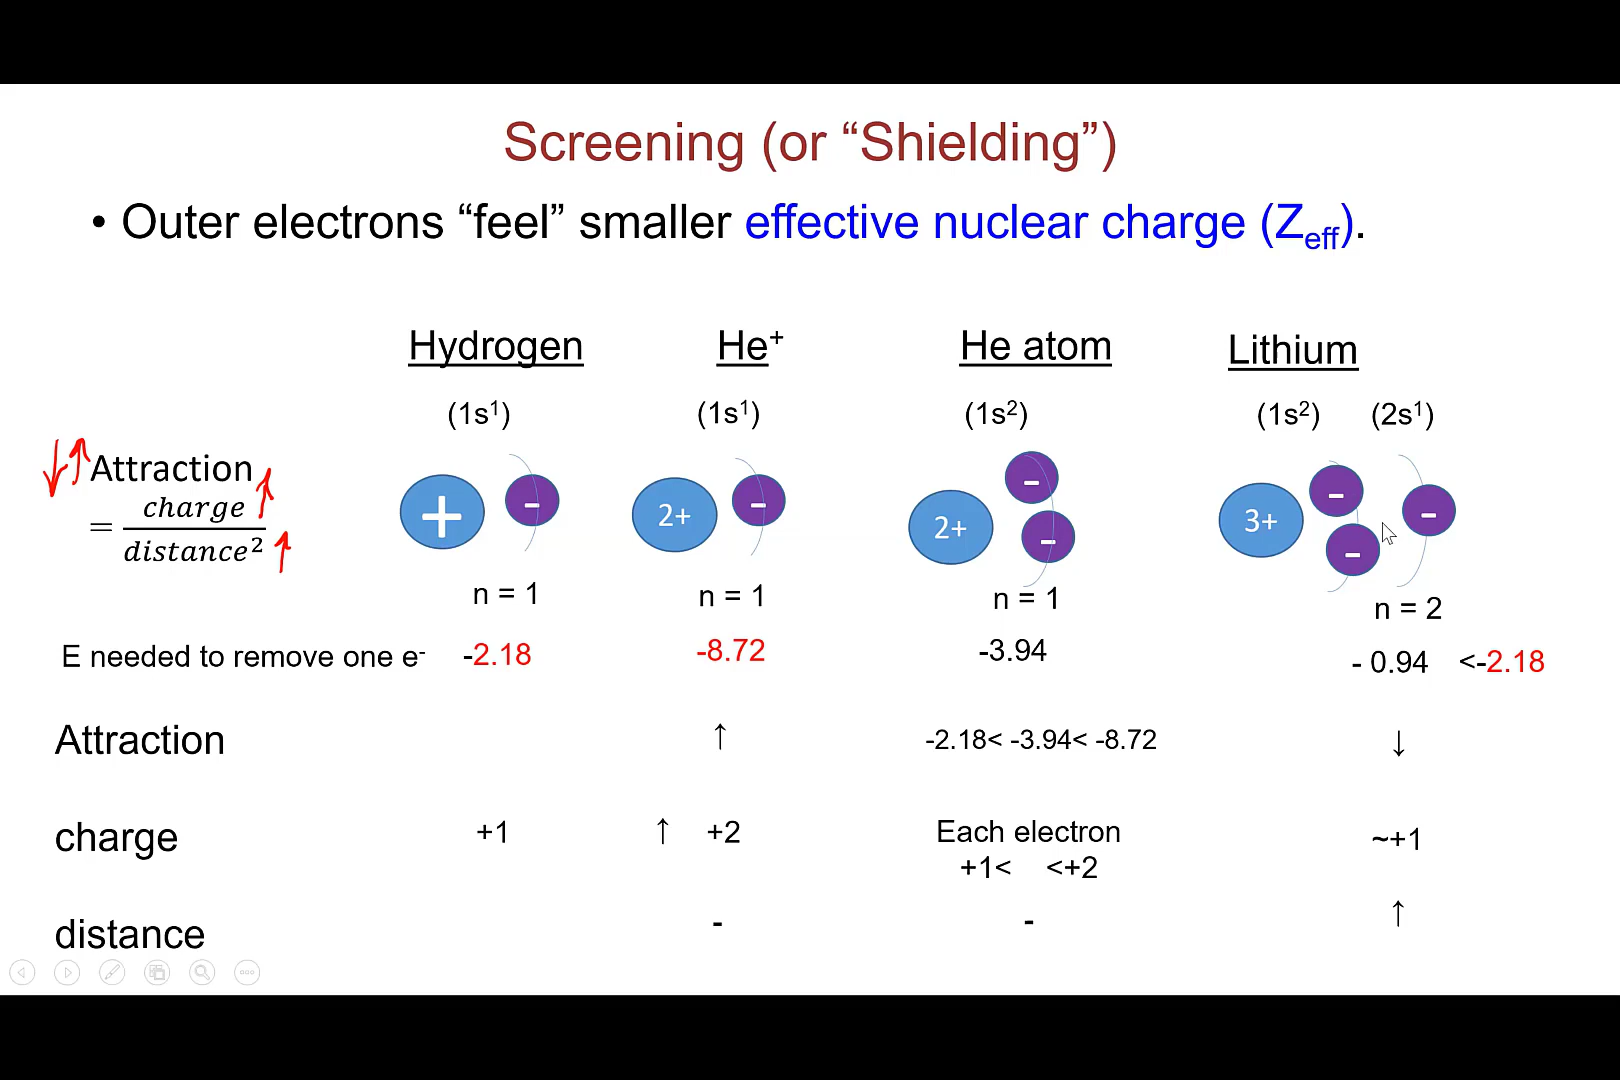 Screening (or “Shielding”)
• Outer electrons “feel” smaller effective nuclear charge (Zeff).
Hydrogen He⁺ He atom Lithium
(1s¹) (1s¹) (1s²) (1s²) (2s¹)
↓↑ Attraction
= charge ↑
distance² ↑
+ - 2+ - 2+ - - 3+ - - -
n = 1 n = 1 n = 1 n = 2
E needed to remove one e⁻ -2.18 -8.72 -3.94 - 0.94 <-2.18
Attraction ↑ -2.18< -3.94< -8.72 ↓
charge +1 ↑ +2 Each electron ~+1
+1< <+2
distance - - ↑